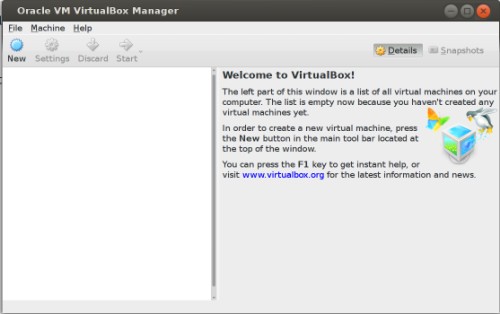 Oracle VM VirtualBox Manager
File Machine Help
New Settings Discard Start
Details Snapshots
Welcome to VirtualBox!
The left part of this window is a list of all virtual machines on your
computer. The list is empty now because you haven't created any
virtual machines yet.
In order to create a new virtual machine, press
the New button in the main tool bar located at
the top of the window.
You can press the F1 key to get instant help, or
visit www.virtualbox.org for the latest information and news.